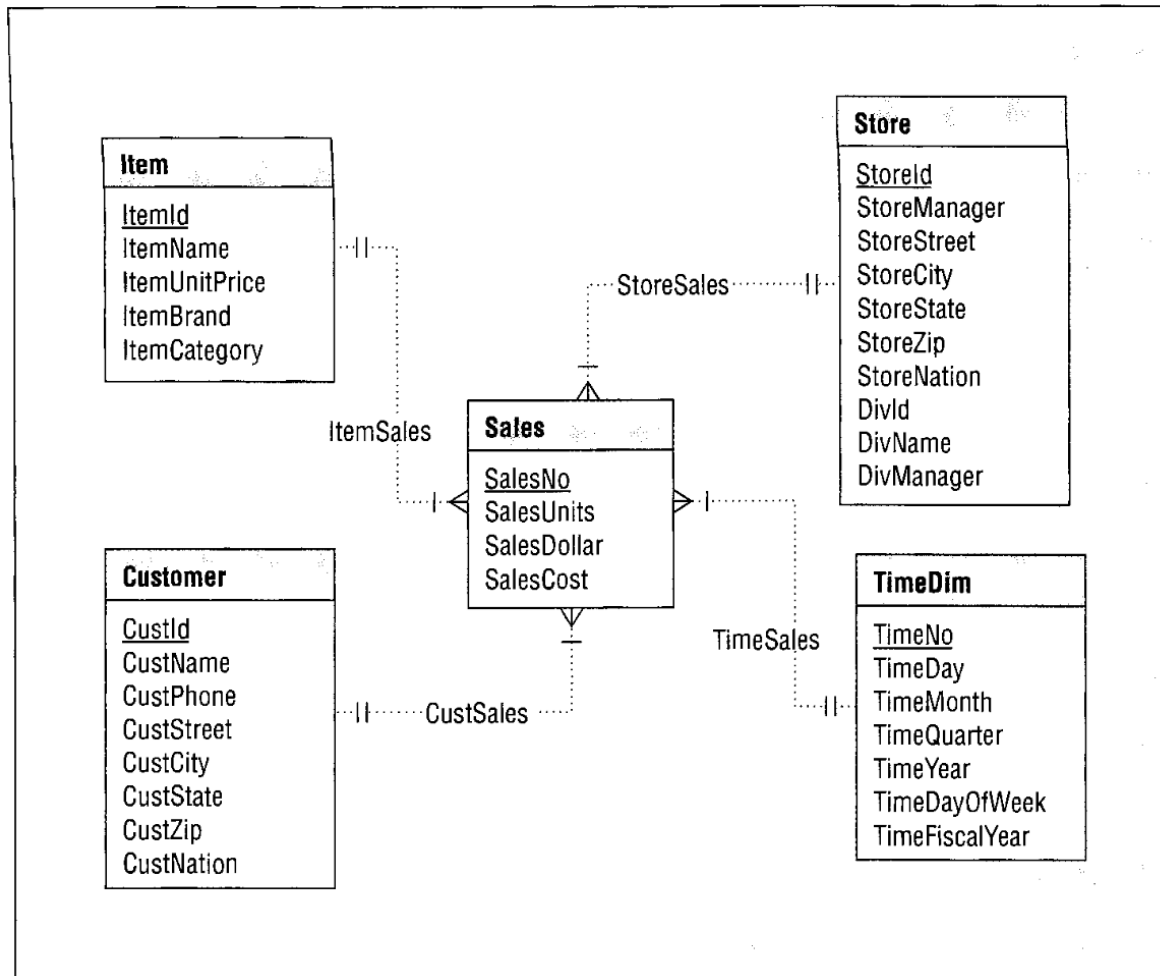 Item
ItemId
ItemName
ItemUnitPrice
ItemBrand
ItemCategory
Store
StoreId
StoreManager
StoreStreet
StoreCity
StoreState
StoreZip
StoreNation
DivId
DivName
DivManager
StoreSales
ItemSales
Sales
SalesNo
SalesUnits
SalesDollar
SalesCost
Customer
CustId
CustName
CustPhone
CustStreet
CustCity
CustState
CustZip
CustNation
CustSales
TimeSales
TimeDim
TimeNo
TimeDay
TimeMonth
TimeQuarter
TimeYear
TimeDayOfWeek
TimeFiscalYear